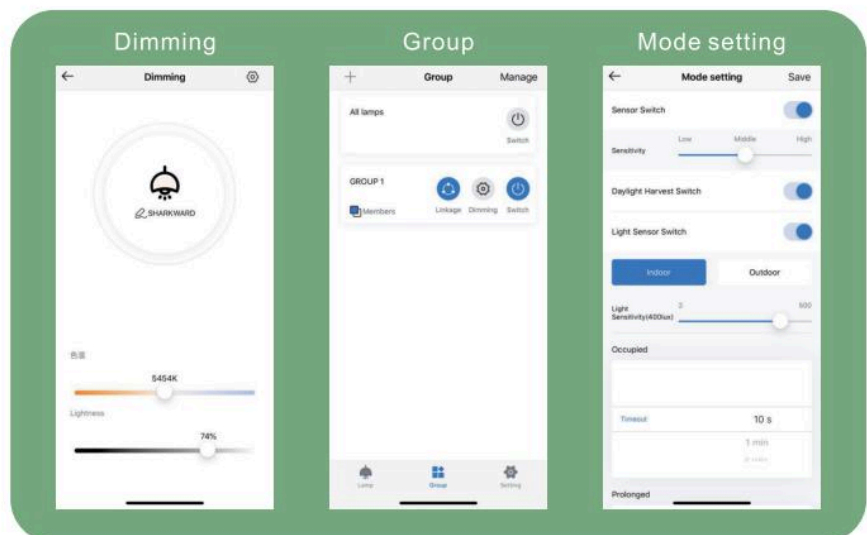 Dimming
Dimming
SHARKWARD
色温
5454K
Lightness
74%
Group
Group
Manage
All lamps
Switch
GROUP 1
Members
Linkage
Dimming
Switch
Lamp
Group
Setting
Mode setting
Mode setting
Save
Sensor Switch
Low
Middle
High
Sensitivity
Daylight Harvest Switch
Light Sensor Switch
Indoor
Outdoor
Light
Sensitivity(400lux)
500
Occupied
Timeout
10 s
1 min
Prolonged